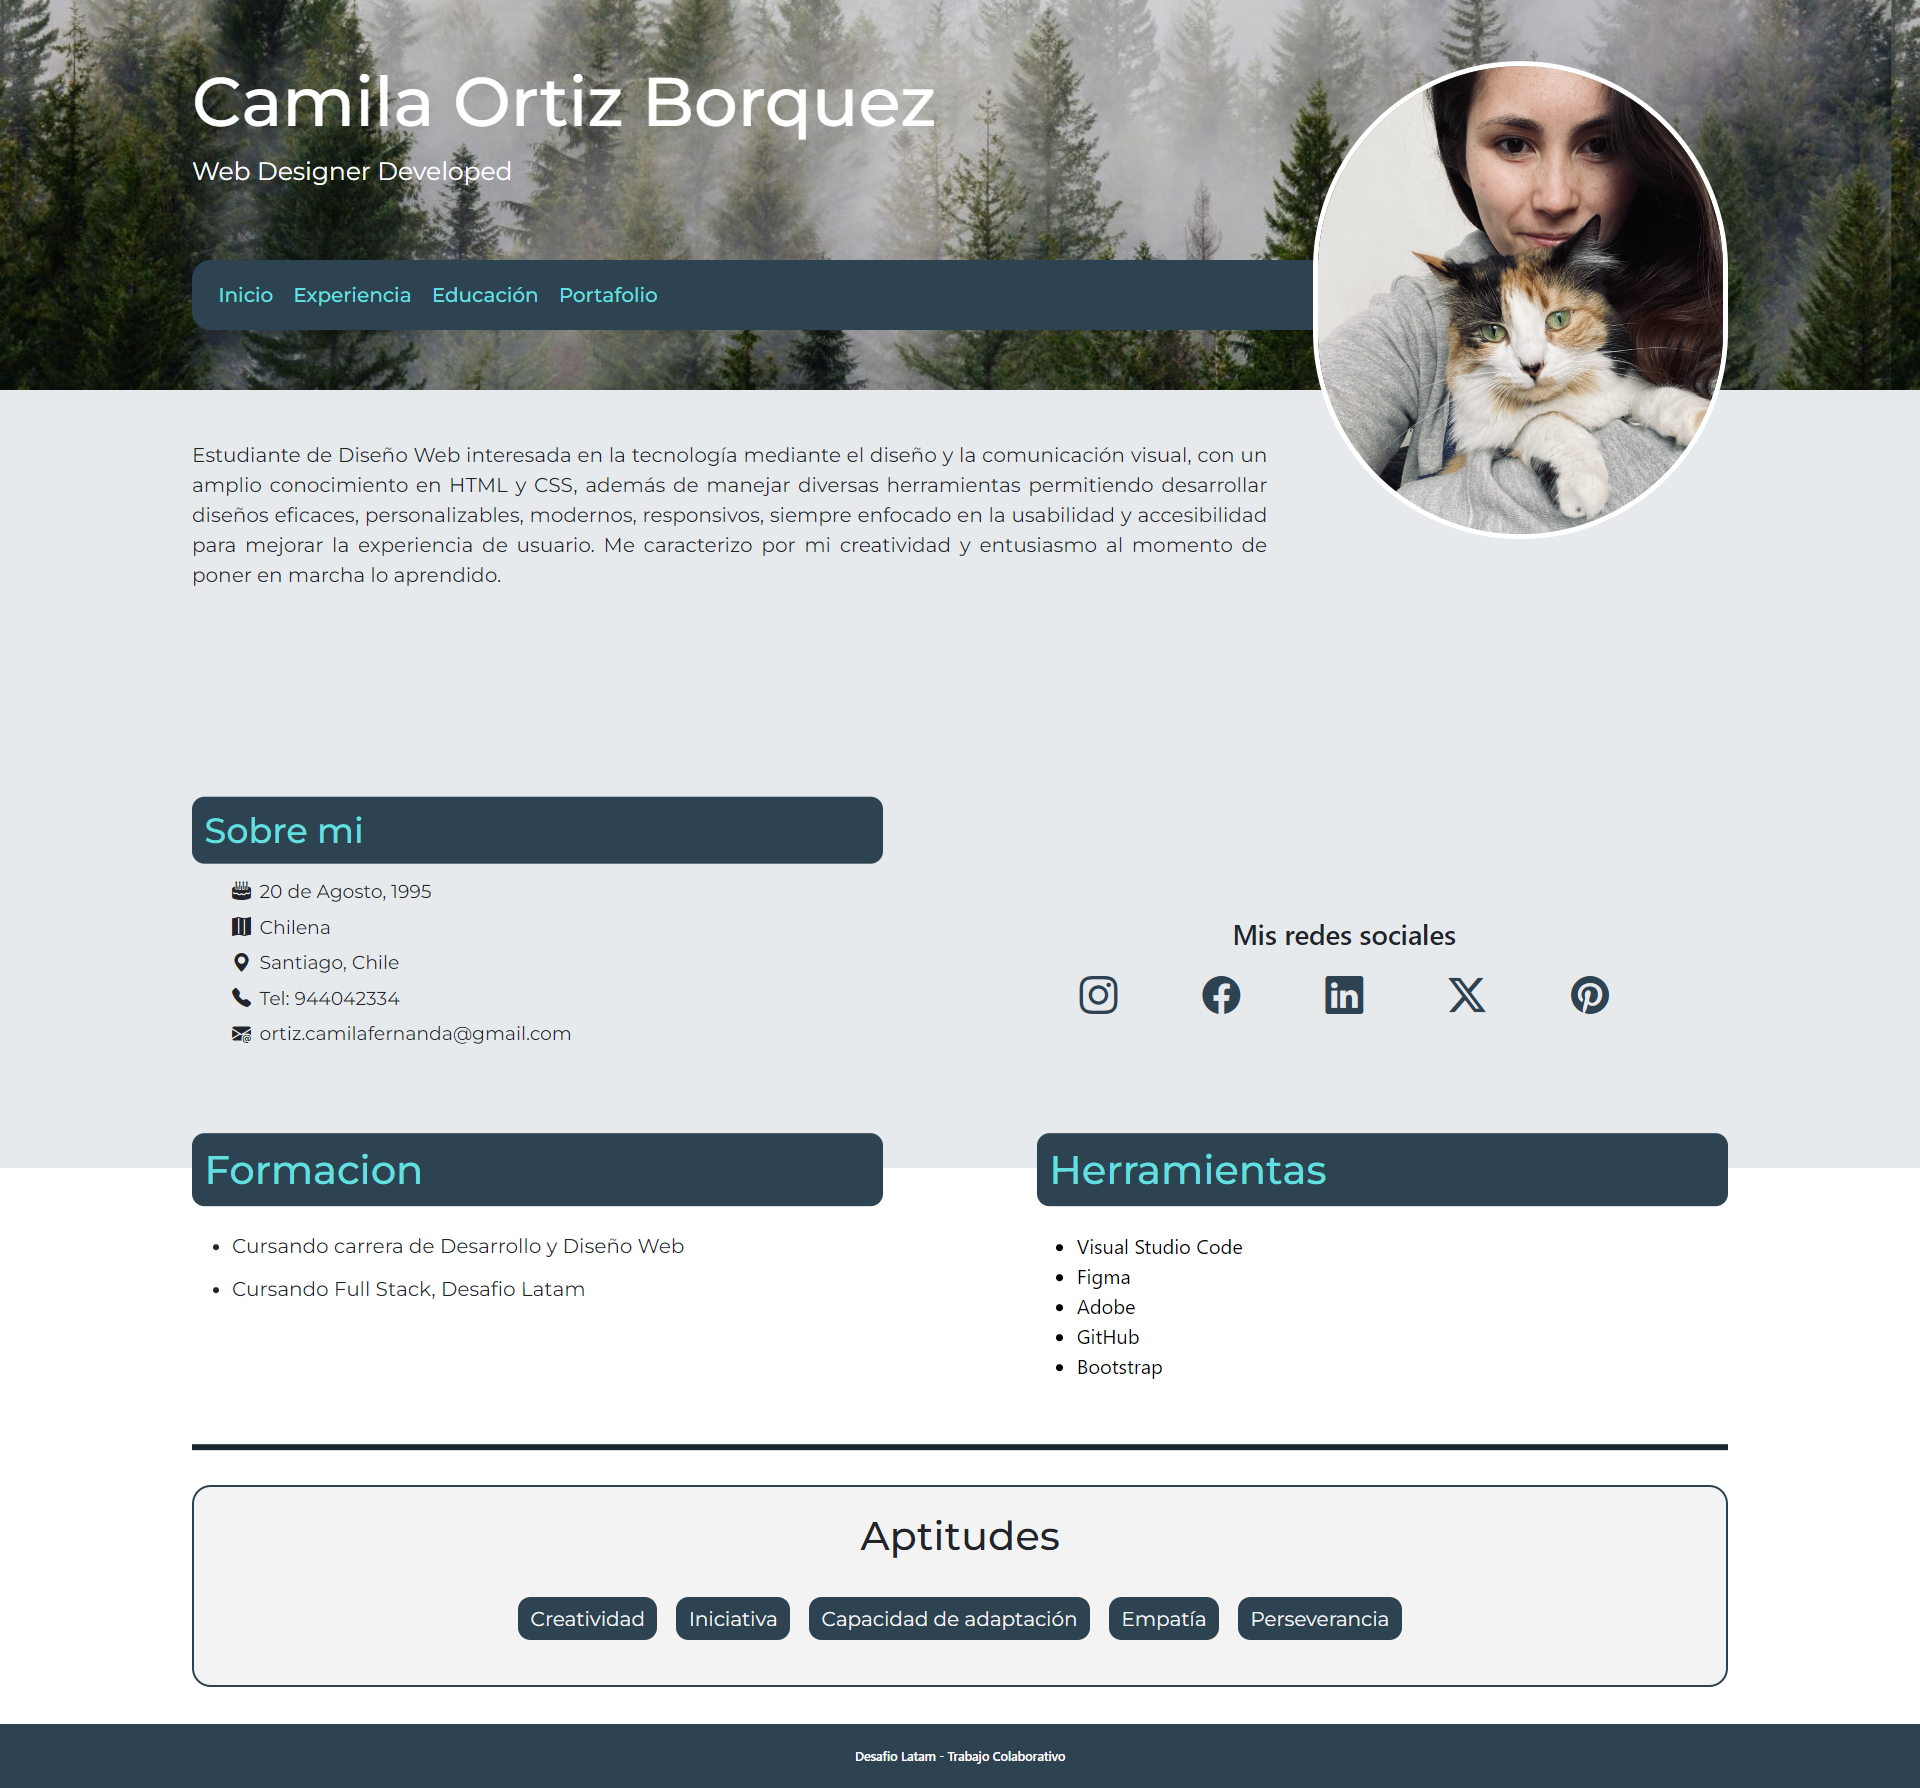 Camila Ortiz Borquez
Web Designer Developed
Inicio Experiencia Educación Portafolio
Estudiante de Diseño Web interesada en la tecnología mediante el diseño y la comunicación visual, con un
amplio conocimiento en HTML y CSS, además de manejar diversas herramientas permitiendo desarrollar
diseños eficaces, personalizables, modernos, responsivos, siempre enfocado en la usabilidad y accesibilidad
para mejorar la experiencia de usuario. Me caracterizo por mi creatividad y entusiasmo al momento de
poner en marcha lo aprendido.
Sobre mi
20 de Agosto, 1995
Chilena
Santiago, Chile
Tel: 944042334
ortiz.camilafernanda@gmail.com
Mis redes sociales
Formacion
Cursando carrera de Desarrollo y Diseño Web
Cursando Full Stack, Desafio Latam
Herramientas
Visual Studio Code
Figma
Adobe
GitHub
Bootstrap
Aptitudes
Creatividad Iniciativa Capacidad de adaptación Empatía Perseverancia
Desafio Latam - Trabajo Colaborativo